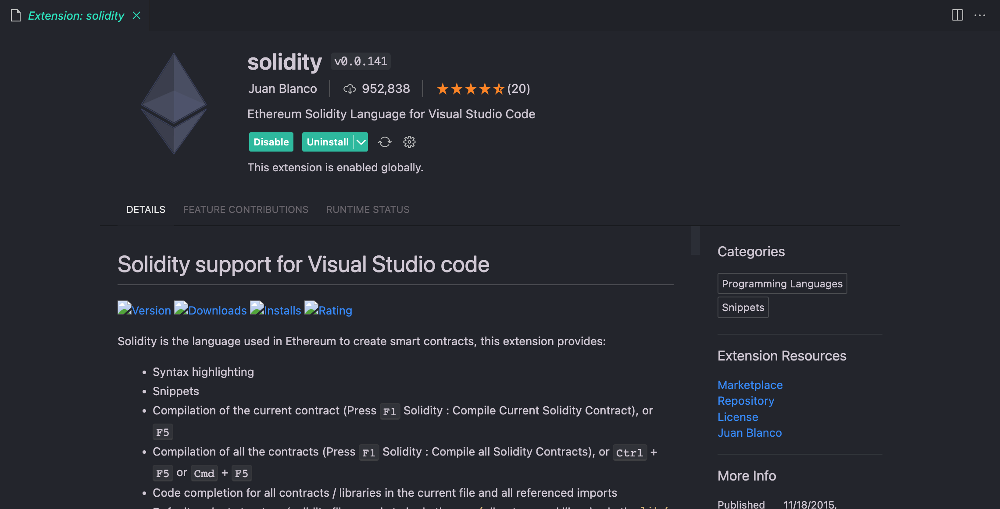 Extension: solidity
solidity v0.0.141
Juan Blanco 952,838 (20)
Ethereum Solidity Language for Visual Studio Code
Disable Uninstall
This extension is enabled globally.
DETAILS FEATURE CONTRIBUTIONS RUNTIME STATUS
Solidity support for Visual Studio code
Version Downloads Installs Rating
Solidity is the language used in Ethereum to create smart contracts, this extension provides:
• Syntax highlighting
• Snippets
• Compilation of the current contract (Press F1 Solidity : Compile Current Solidity Contract), or
F5
• Compilation of all the contracts (Press F1 Solidity : Compile all Solidity Contracts), or Ctrl +
F5 or Cmd + F5
• Code completion for all contracts / libraries in the current file and all referenced imports
Categories
Programming Languages
Snippets
Extension Resources
Marketplace
Repository
License
Juan Blanco
More Info
Published 11/18/2015,